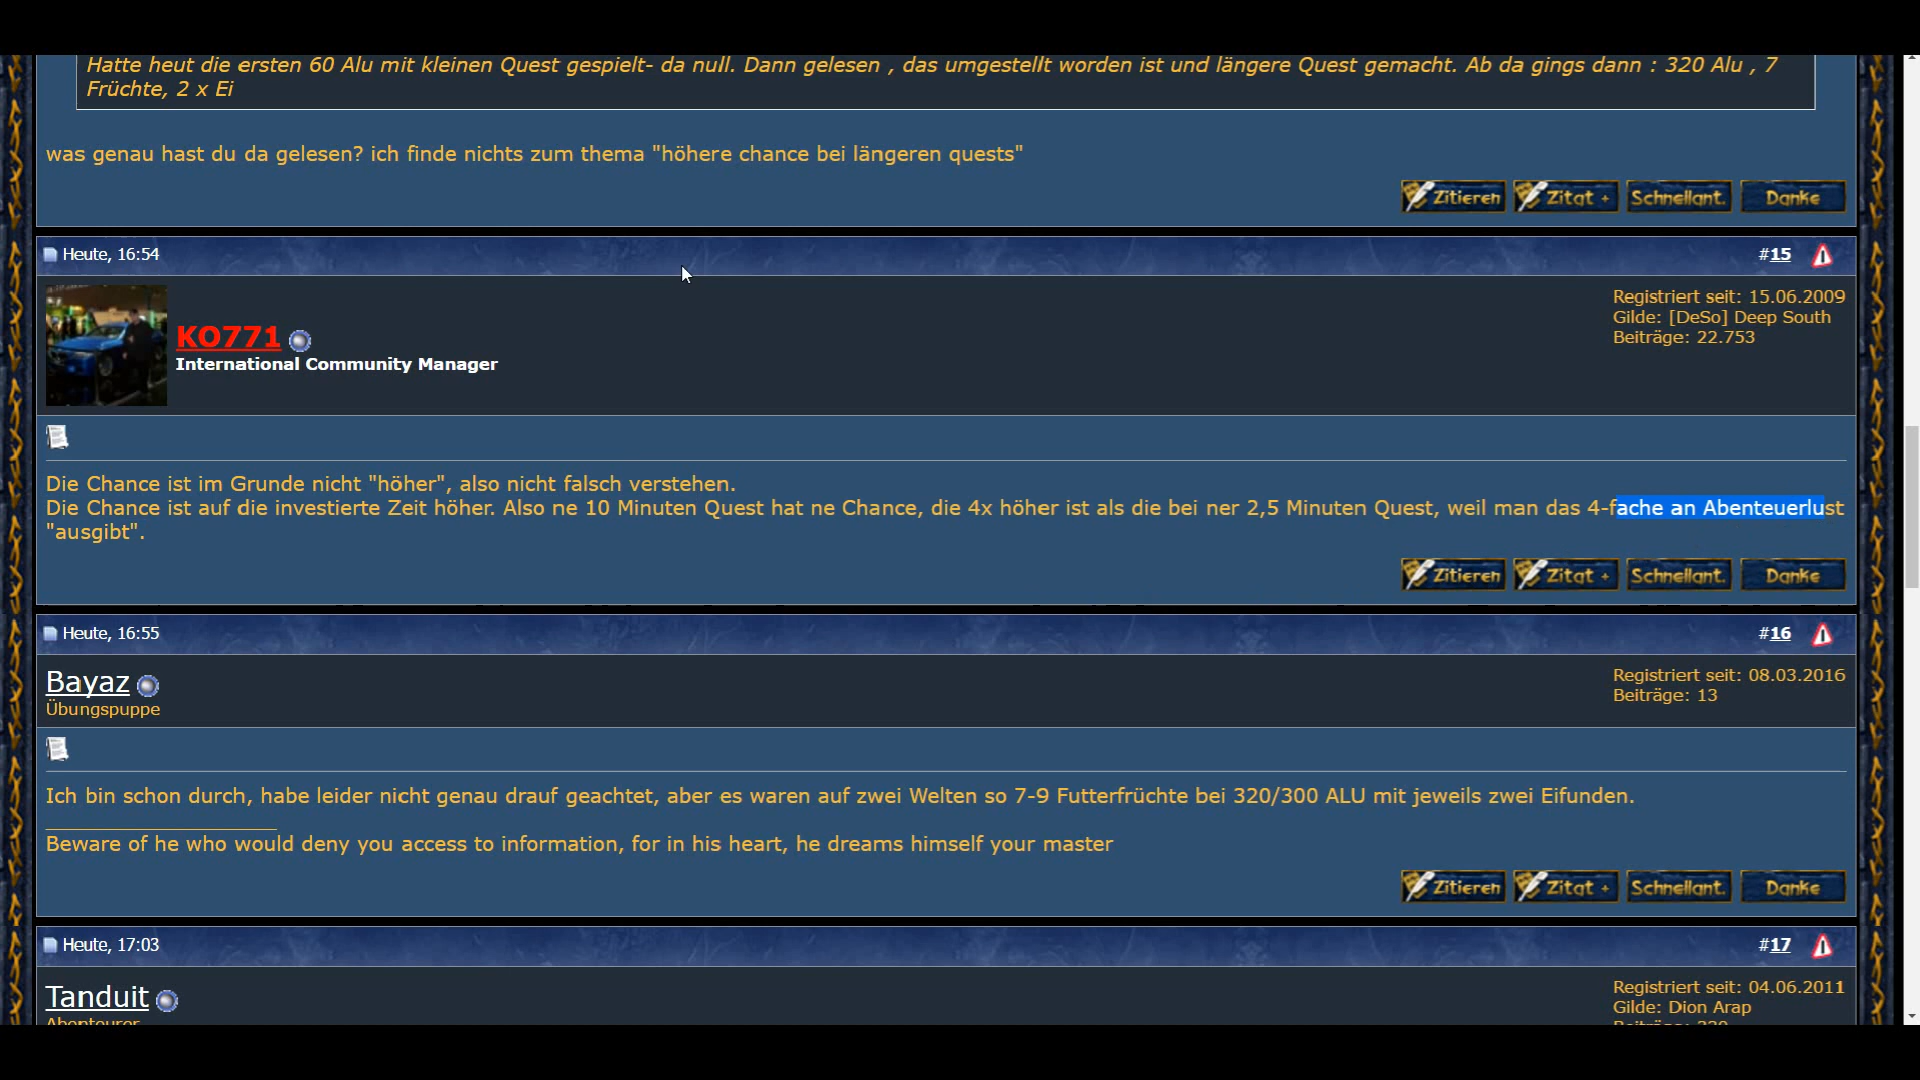 Hatte heut die ersten 60 Alu mit kleinen Quest gespielt- da null. Dann gelesen , das umgestellt worden ist und längere Quest gemacht. Ab da gings dann : 320 Alu , 7
Früchte, 2 x Ei
was genau hast du da gelesen? ich finde nichts zum thema "höhere chance bei längeren quests"
Zitieren Zitat + Schnellant. Danke
Heute, 16:54 #15
Registriert seit: 15.06.2009
Gilde: [DeSo] Deep South
Beiträge: 22.753
KO771
International Community Manager
Die Chance ist im Grunde nicht "höher", also nicht falsch verstehen.
Die Chance ist auf die investierte Zeit höher. Also ne 10 Minuten Quest hat ne Chance, die 4x höher ist als die bei ner 2,5 Minuten Quest, weil man das 4-fache an Abenteuerlust
"ausgibt".
Zitieren Zitat + Schnellant. Danke
Heute, 16:55 #16
Bayaz
Übungspuppe
Registriert seit: 08.03.2016
Beiträge: 13
Ich bin schon durch, habe leider nicht genau drauf geachtet, aber es waren auf zwei Welten so 7-9 Futterfrüchte bei 320/300 ALU mit jeweils zwei Eifunden.
Beware of he who would deny you access to information, for in his heart, he dreams himself your master
Zitieren Zitat + Schnellant. Danke
Heute, 17:03 #17
Tanduit
Abenteurer
Registriert seit: 04.06.2011
Gilde: Dion Arap